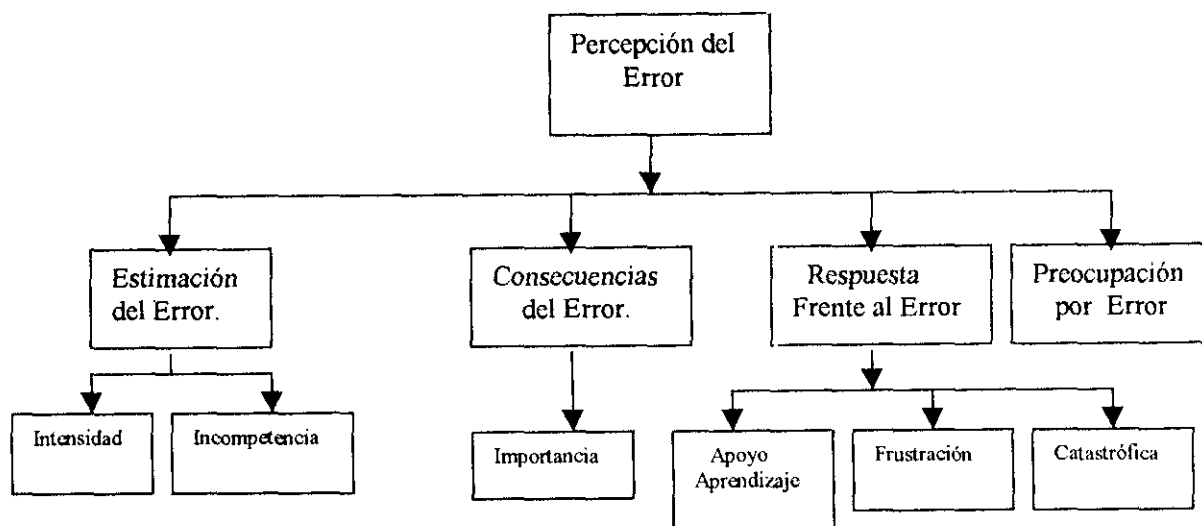 Percepción del
Error
Estimación
del Error.
Consecuencias
del Error.
Respuesta
Frente al Error
Preocupación
por Error
Intensidad
Incompetencia
Importancia
Apoyo
Aprendizaje
Frustración
Catastrófica